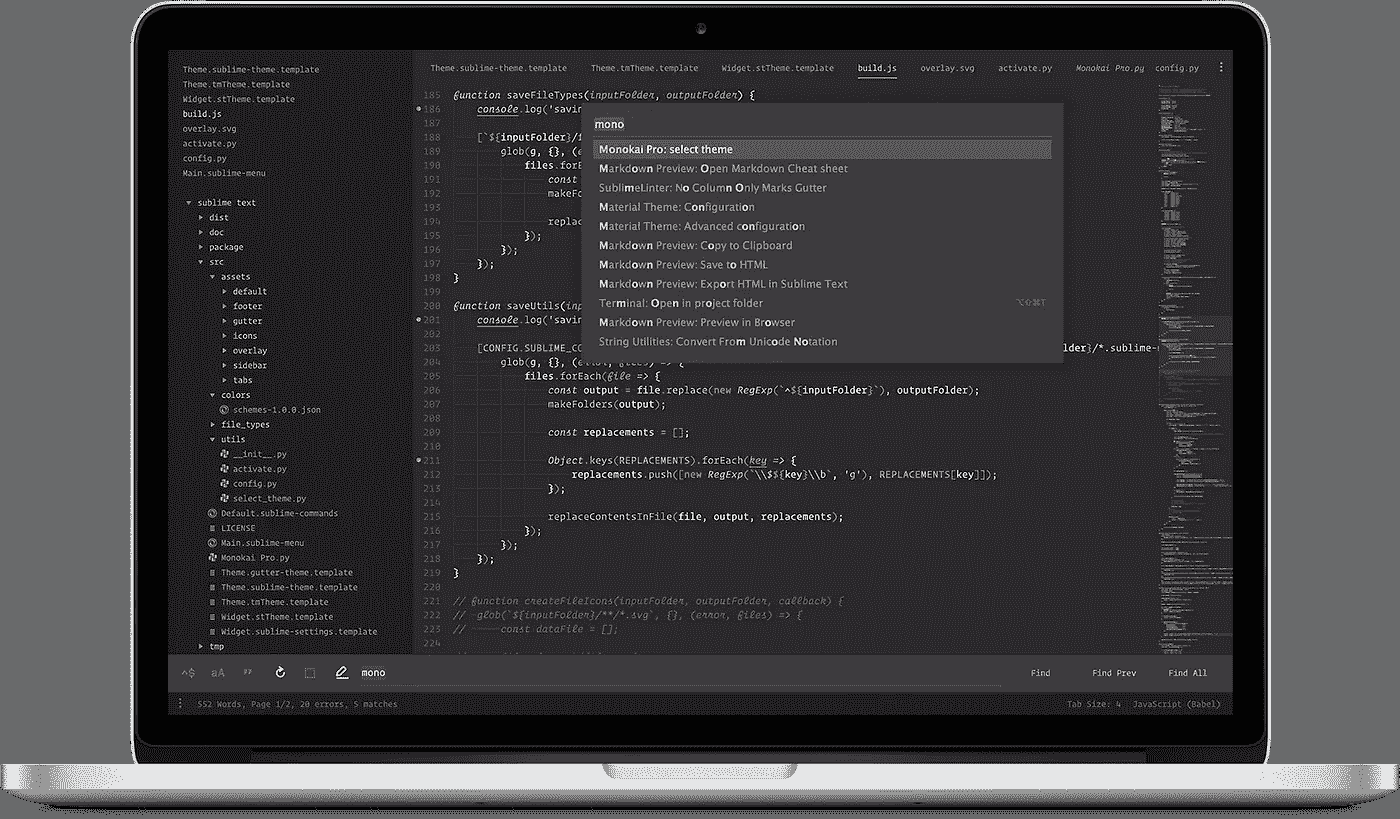 Theme.sublime-theme.template
Theme.tmTheme.template
Widget.stTheme.template
build.js
overlay.svg
activate.py
config.py
Main.sublime-menu
sublime text
dist
doc
package
src
assets
default
footer
gutter
icons
overlay
sidebar
tabs
colors
schemes-1.0.0.json
file_types
utils
__init__.py
activate.py
config.py
select_theme.py
Default.sublime-commands
LICENSE
Main.sublime-menu
Monokai Pro.py
Theme.gutter-theme.template
Theme.sublime-theme.template
Theme.tmTheme.template
Widget.stTheme.template
Widget.sublime-settings.template
tmp
Theme.sublime-theme.template Theme.tmTheme.template Widget.stTheme.template build.js overlay.svg activate.py Monokai Pro.py config.py
185 function saveFileTypes(inputFolder, outputFolder) {
186 console.log('savin
187
188 [`${inputFolder}/f
189 glob(g, {}, (e
190 files.forE
191 const
192 makeFo
193
194 replac
195 });
196 });
197 });
198 }
199
200 function saveUtils(inp
201 console.log('savin
202
203 [CONFIG.SUBLIME_CO older}/*.sublime-
204 glob(g, {}, (error, files) => {
205 files.forEach(file => {
206 const output = file.replace(new RegExp(`^${inputFolder}`), outputFolder);
207 makeFolders(output);
208
209 const replacements = [];
210
211 Object.keys(REPLACEMENTS).forEach(key => {
212 replacements.push([new RegExp(`\\$${key}\\b`, 'g'), REPLACEMENTS[key]]);
213 });
214
215 replaceContentsInFile(file, output, replacements);
216 });
217 });
218 });
219 }
220
221 // function createFileIcons(inputFolder, outputFolder, callback) {
222 // glob(`${inputFolder}/**/*.svg`, {}, (error, files) => {
223 // const dataFile = [];
224
mono
Monokai Pro: select theme
Markdown Preview: Open Markdown Cheat sheet
SublimeLinter: No Column Only Marks Gutter
Material Theme: Configuration
Material Theme: Advanced configuration
Markdown Preview: Copy to Clipboard
Markdown Preview: Save to HTML
Markdown Preview: Export HTML in Sublime Text
Terminal: Open in project folder ⌥⇧⌘T
Markdown Preview: Preview in Browser
String Utilities: Convert From Unicode Notation
^$ aA "" mono Find Find Prev Find All
552 Words, Page 1/2, 20 errors, 5 matches Tab Size: 4 JavaScript (Babel)